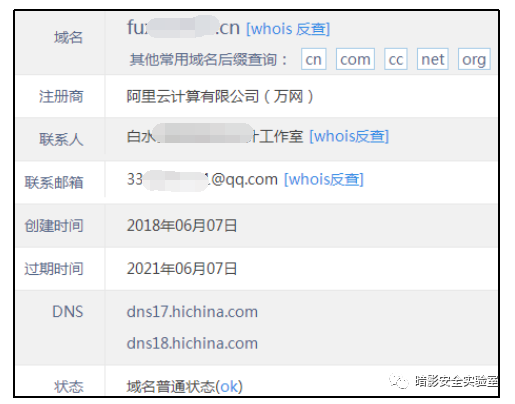 域名 fu .cn [whois 反查]
其他常用域名后缀查询： cn com cc net org
注册商 阿里云计算有限公司（万网）
联系人 白水 计工作室 [whois反查]
联系邮箱 33 1@qq.com [whois反查]
创建时间 2018年06月07日
过期时间 2021年06月07日
DNS dns17.hichina.com
dns18.hichina.com
状态 域名普通状态(ok)
暗影安全实验室